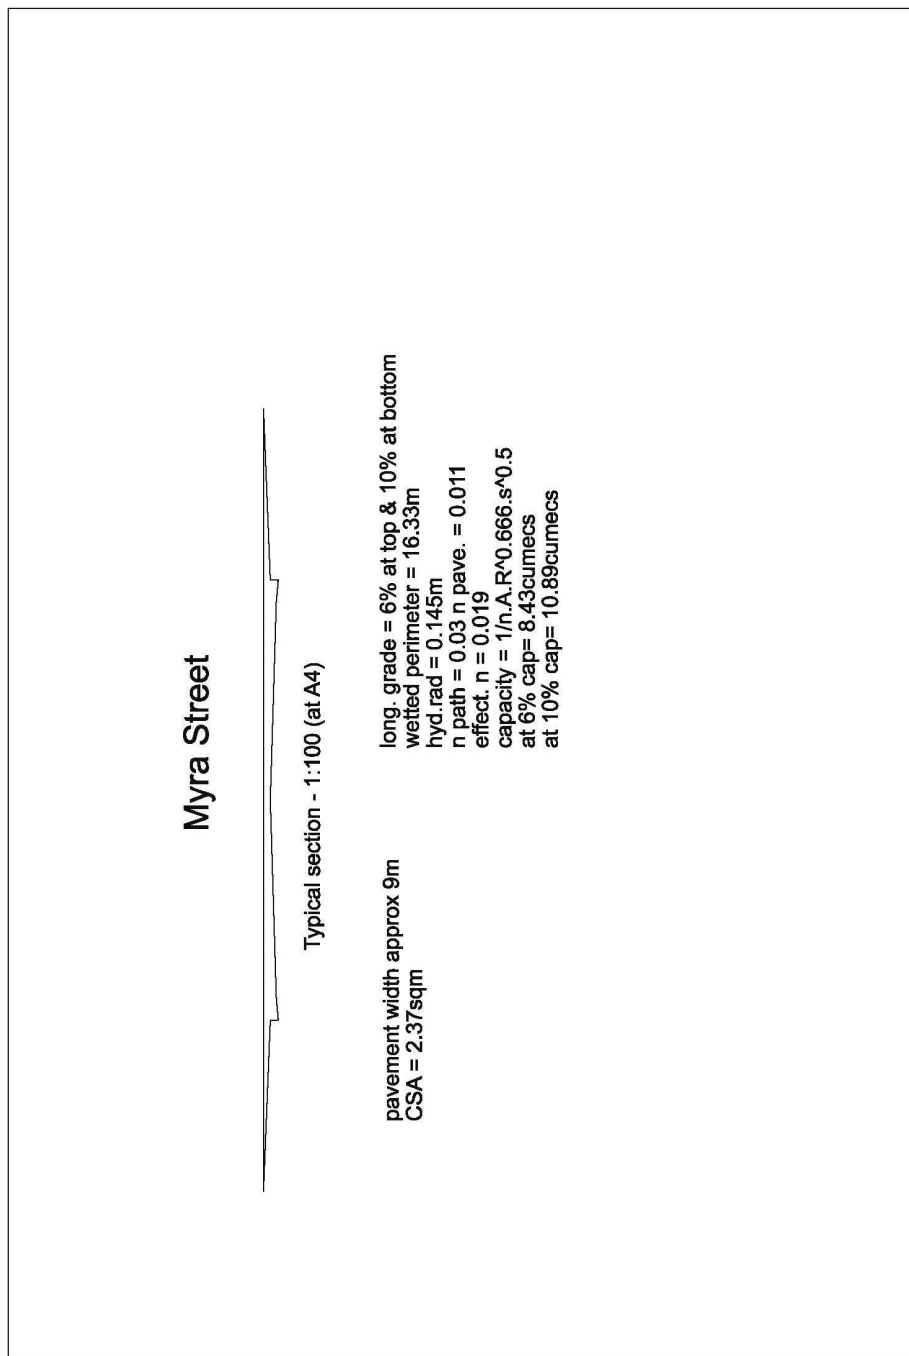 Myra Street
Typical section - 1:100 (at A4)
pavement width approx 9m
CSA = 2.37sqm
long. grade = 6% at top & 10% at bottom
wetted perimeter = 16.33m
hyd.rad = 0.145m
n path = 0.03 n pave. = 0.011
effect. n = 0.019
capacity = 1/n.A.R^0.666.s^0.5
at 6% cap= 8.43cumecs
at 10% cap= 10.89cumecs